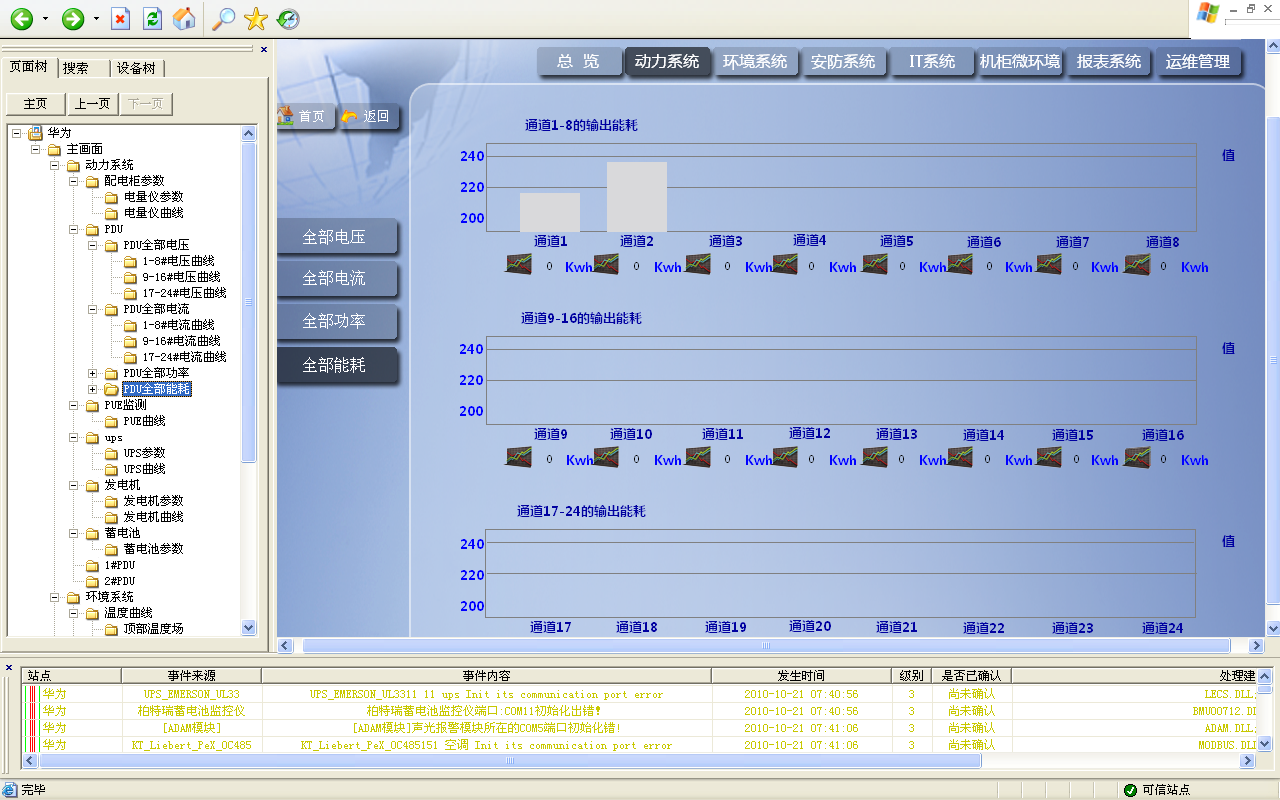 总 览 动力系统 环境系统 安防系统 IT系统 机柜微环境 报表系统 运维管理
页面树 搜索 设备树
主页 上一页 下一页
华为
主画面
动力系统
配电柜参数
电量仪参数
电量仪曲线
PDU
PDU全部电压
1-8#电压曲线
9-16#电压曲线
17-24#电压曲线
PDU全部电流
1-8#电流曲线
9-16#电流曲线
17-24#电流曲线
PDU全部功率
PDU全部能耗
PUE监测
PUE曲线
ups
UPS参数
UPS曲线
发电机
发电机参数
发电机曲线
蓄电池
蓄电池参数
1#PDU
2#PDU
环境系统
温度曲线
顶部温度场
首页 返回
全部电压
全部电流
全部功率
全部能耗
通道1-8的输出能耗
240 值
220
200
通道1 通道2 通道3 通道4 通道5 通道6 通道7 通道8
0 Kwh 0 Kwh 0 Kwh 0 Kwh 0 Kwh 0 Kwh 0 Kwh 0 Kwh
通道9-16的输出能耗
240 值
220
200
通道9 通道10 通道11 通道12 通道13 通道14 通道15 通道16
0 Kwh 0 Kwh 0 Kwh 0 Kwh 0 Kwh 0 Kwh 0 Kwh 0 Kwh
通道17-24的输出能耗
240 值
220
200
通道17 通道18 通道19 通道20 通道21 通道22 通道23 通道24
站点 事件来源 事件内容 发生时间 级别 是否已确认 处理建
华为 UPS_EMERSON_UL33 UPS_EMERSON_UL3311 11 ups Init its communication port error 2010-10-21 07:40:56 3 尚未确认 LECS.DLL;
华为 柏特瑞蓄电池监控仪 柏特瑞蓄电池监控仪端口:COM11初始化出错! 2010-10-21 07:40:56 3 尚未确认 BMU00712.DI
华为 [ADAM模块] [ADAM模块]声光报警模块所在的COM5端口初始化错! 2010-10-21 07:41:06 3 尚未确认 ADAM.DLL;
华为 KT_Liebert_PeX_OC485 KT_Liebert_PeX_OC485151 空调 Init its communication port error 2010-10-21 07:41:06 3 尚未确认 MODBUS.DLI
完毕 可信站点